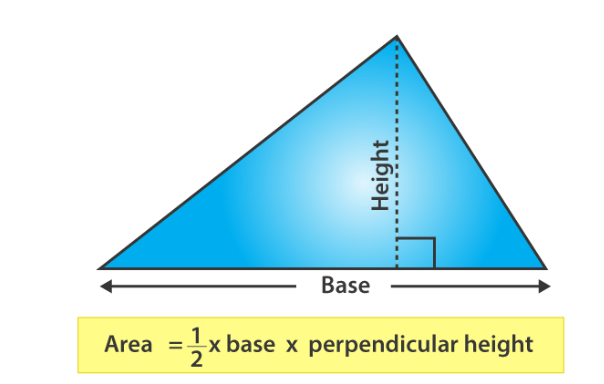 Height
Base
Area = 1/2 x base x perpendicular height